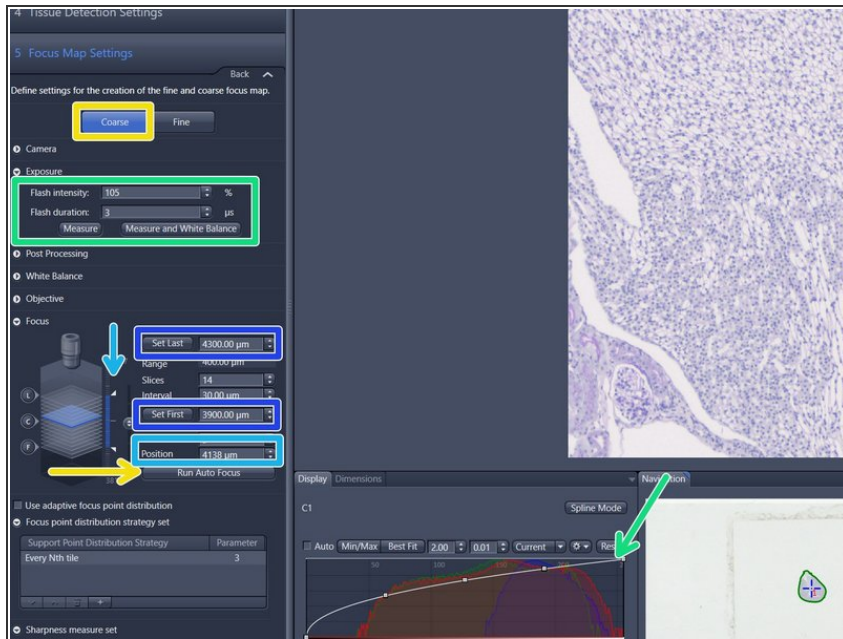 4 Tissue Detection Settings
5 Focus Map Settings
Back
Define settings for the creation of the fine and coarse focus map.
Coarse Fine
Camera
Exposure
Flash intensity: 105 %
Flash duration: 3 µs
Measure Measure and White Balance
Post Processing
White Balance
Objective
Focus
Set Last 4300.00 µm
Range 400.00 µm
Slices 14
L
Interval 30.00 µm
C
Set First 3900.00 µm
F
Position 4138 µm
Run Auto Focus
Use adaptive focus point distribution
Focus point distribution strategy set
Support Point Distribution Strategy Parameter
Every Nth tile 3
Sharpness measure set
Display Dimensions
C1
Spline Mode
Auto Min/Max Best Fit 2.00 0.01 Current
50 100